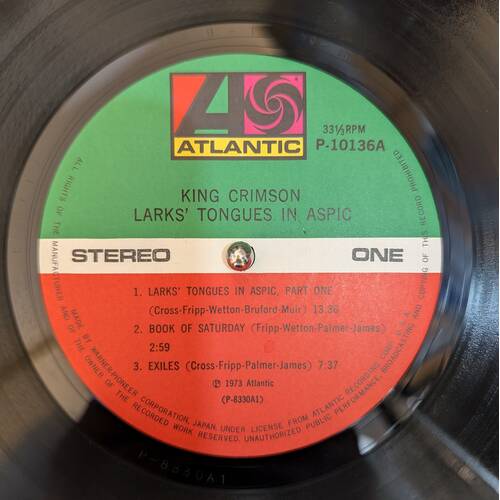 ATLANTIC
33⅓RPM
P-10136A
KING CRIMSON
LARKS' TONGUES IN ASPIC
STEREO
ONE
1. LARKS' TONGUES IN ASPIC, PART ONE
(Cross-Fripp-Wetton-Bruford-Muir) 13.36
2. BOOK OF SATURDAY (Fripp-Wetton-Palmer-James)
2:59
3. EXILES (Cross-Fripp-Palmer-James) 7:37
Ⓟ 1973 Atlantic
(P-8330A1)
ALL RIGHTS OF THE MANUFACTURER AND OF THE OWNER OF THE RECORDED WORK RESERVED. UNAUTHORIZED PUBLIC PERFORMANCE, BROADCASTING AND COPYING OF THIS RECORD PROHIBITED
MADE BY WARNER-PIONEER CORPORATION, JAPAN, UNDER LICENSE FROM ATLANTIC RECORDING CORP., U.S.A.
P-8330A1